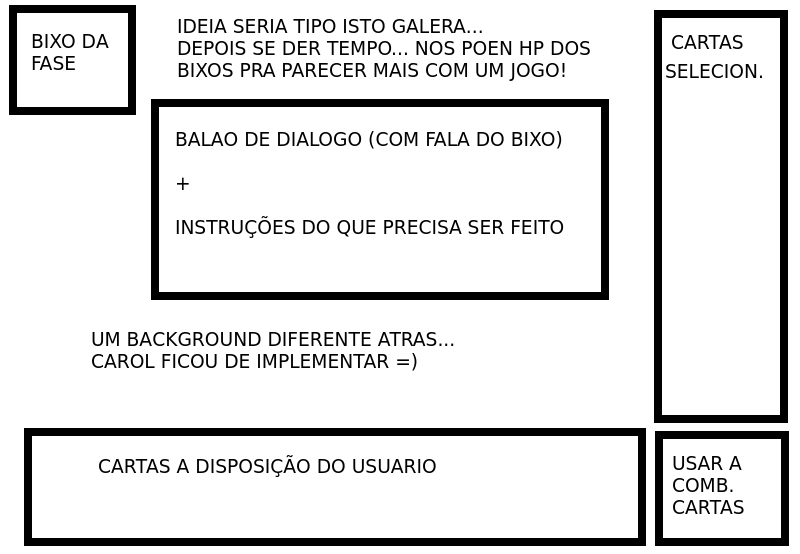 BIXO DA
FASE
IDEIA SERIA TIPO ISTO GALERA...
DEPOIS SE DER TEMPO... NOS POEN HP DOS
BIXOS PRA PARECER MAIS COM UM JOGO!
CARTAS
SELECION.
BALAO DE DIALOGO (COM FALA DO BIXO)
+
INSTRUÇÕES DO QUE PRECISA SER FEITO
UM BACKGROUND DIFERENTE ATRAS...
CAROL FICOU DE IMPLEMENTAR =)
CARTAS A DISPOSIÇÃO DO USUARIO
USAR A
COMB.
CARTAS